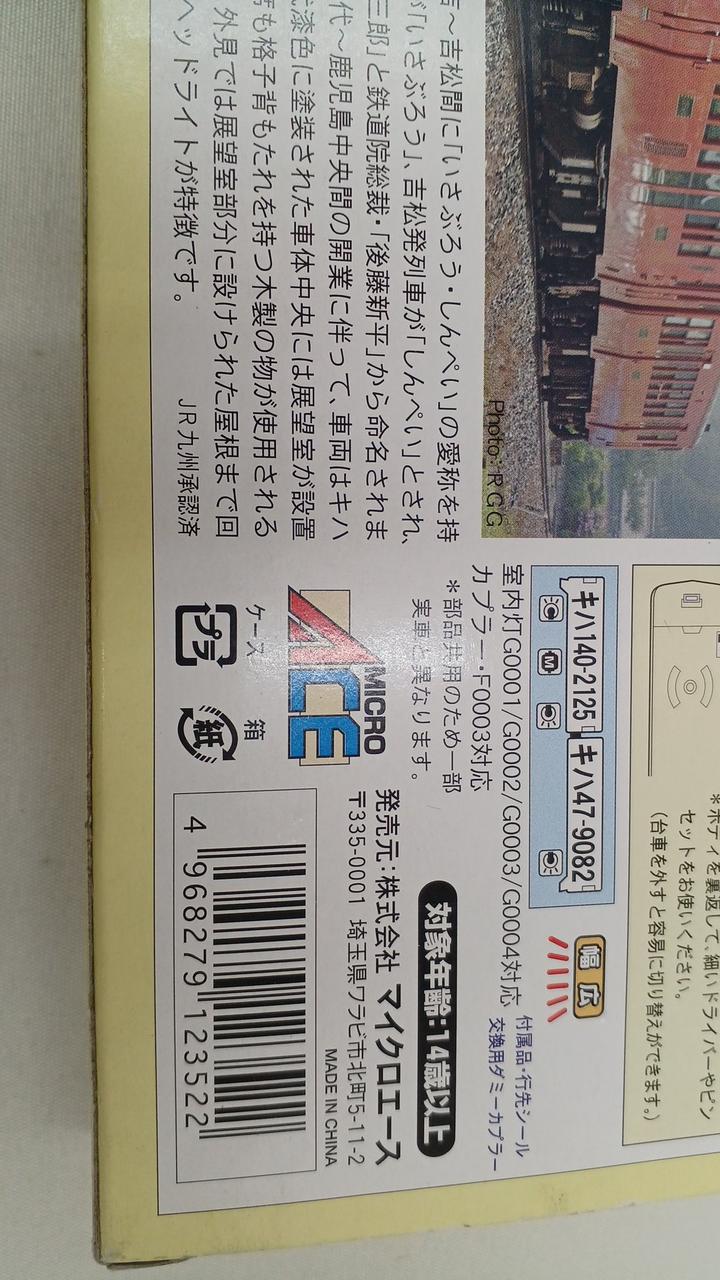 吉～吉松間に「いさぶろう・しんぺい」の愛称を持
が「いさぶろう」、吉松発列車が「しんぺい」とされ、
三郎」と鉄道院総裁・「後藤新平」から命名されま
代～鹿児島中央間の開業に伴って、車両はキハ
漆色に塗装された車体中央には展望室が設置
も格子背もたれを持つ木製の物が使用される
外見では展望室部分に設けられた屋根まで回
ヘッドライトが特徴です。
JR九州承認済
Photo: RGG
*ボディを裏返して、細いドライバーやピン
セットをお使いください。
(台車を外すと容易に切り替えができます。)
キハ140-2125
キハ47-9082
M
幅広
室内灯G0001/G0002/G0003/G0004対応
カプラー・F0003対応
*部品共用のため一部
実車と異なります。
付属品・行先シール
交換用ダミーカプラー
対象年齢:14歳以上
MICRO
ACE
発売元:株式会社 マイクロエース
〒335-0001 埼玉県ワラビ市北町5-11-2
MADE IN CHINA
ケース
プラ
箱
紙
4 968279 123522